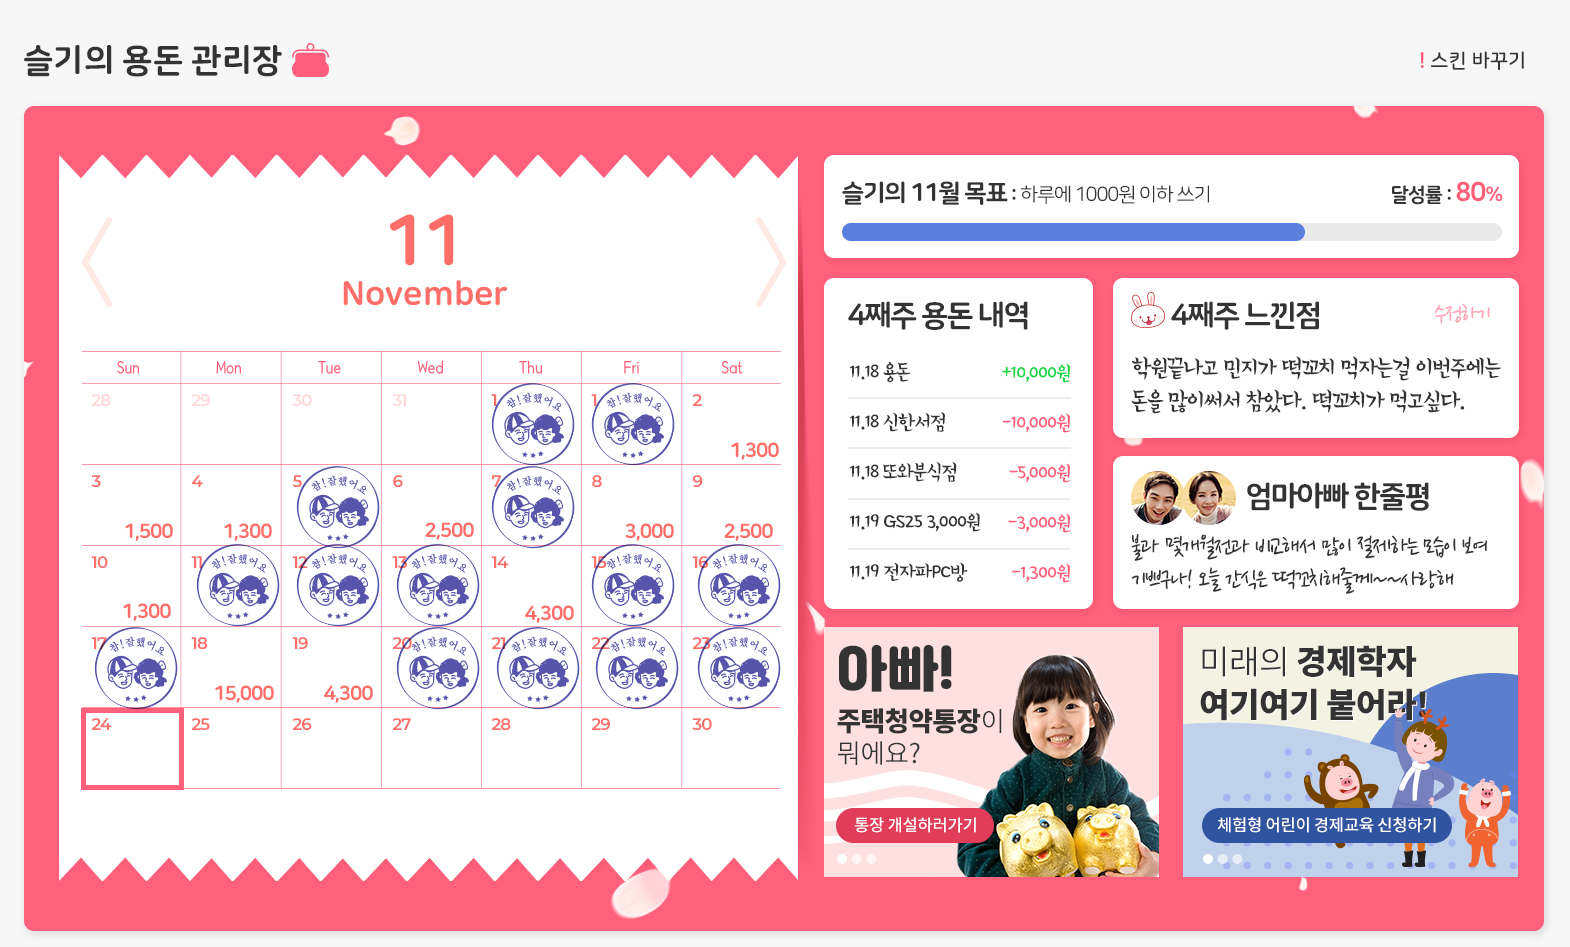 슬기의 용돈 관리장
! 스킨 바꾸기
11
November
Sun Mon Tue Wed Thu Fri Sat
28 29 30 31 1 1 2
참!잘했어요 참!잘했어요
1,300
3 4 5 6 7 8 9
참!잘했어요 참!잘했어요
1,500 1,300 2,500 3,000 2,500
10 11 12 13 14 15 16
참!잘했어요 참!잘했어요 참!잘했어요 참!잘했어요 참!잘했어요
1,300 4,300
17 18 19 20 21 22 23
참!잘했어요 참!잘했어요 참!잘했어요 참!잘했어요 참!잘했어요
15,000 4,300
24 25 26 27 28 29 30
슬기의 11월 목표 : 하루에 1000원 이하 쓰기 달성률 : 80%
4째주 용돈 내역
11.18 용돈 +10,000원
11.18 신한서점 -10,000원
11.18 또와분식점 -5,000원
11.19 GS25 3,000원 -3,000원
11.19 전자파PC방 -1,300원
4째주 느낀점 수정하기
학원끝나고 민지가 떡꼬치 먹자는걸 이번주에는
돈을 많이써서 참았다. 떡꼬치가 먹고싶다.
엄마아빠 한줄평
불과 몇개월전과 비교해서 많이 절제하는 모습이 보여
기쁘구나! 오늘 간식은 떡꼬치해줄께~~사랑해
아빠!
주택청약통장이
뭐에요?
통장 개설하러가기
미래의 경제학자
여기여기 붙어라!
체험형 어린이 경제교육 신청하기